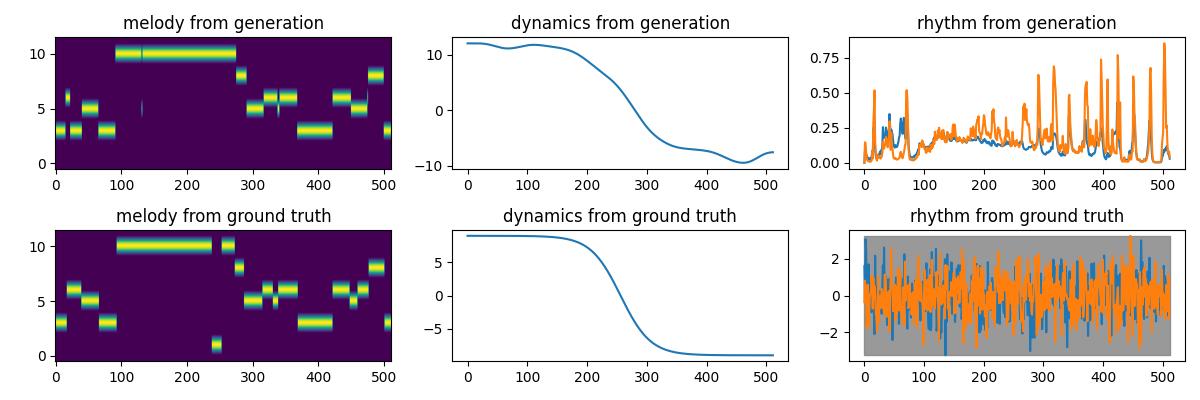 melody from generation
dynamics from generation
rhythm from generation
10
5
0
0 100 200 300 400 500
10
0
−10
0 100 200 300 400 500
0.75
0.50
0.25
0.00
0 100 200 300 400 500
melody from ground truth
dynamics from ground truth
rhythm from ground truth
10
5
0
0 100 200 300 400 500
5
0
−5
0 100 200 300 400 500
2
0
−2
0 100 200 300 400 500